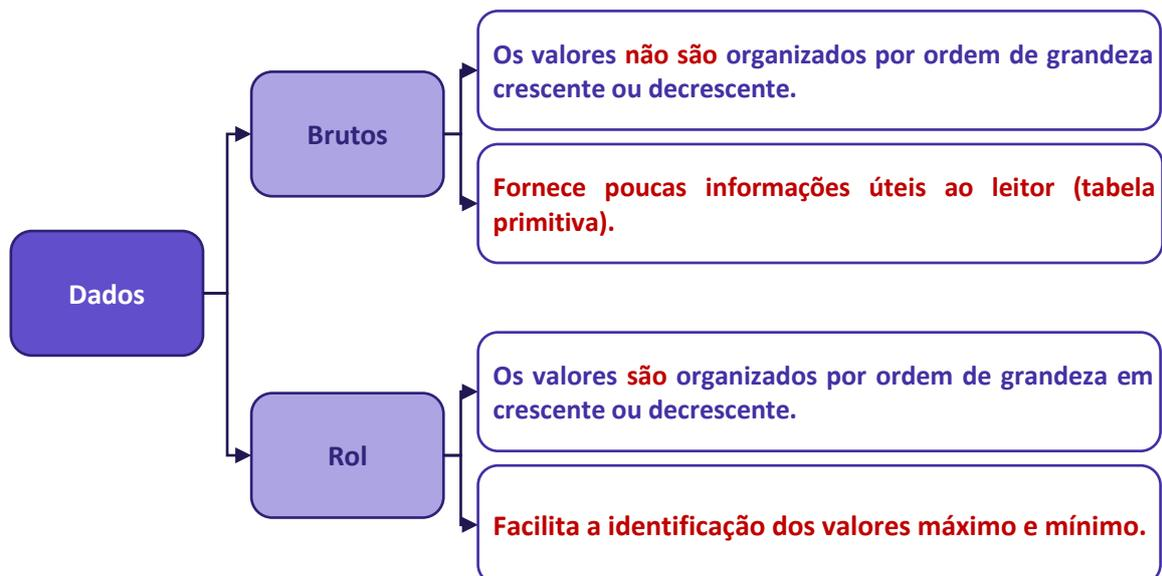 Os valores não são organizados por ordem de grandeza
crescente ou decrescente.
Brutos
Fornece poucas informações úteis ao leitor (tabela
primitiva).
Dados
Os valores são organizados por ordem de grandeza em
crescente ou decrescente.
Rol
Facilita a identificação dos valores máximo e mínimo.